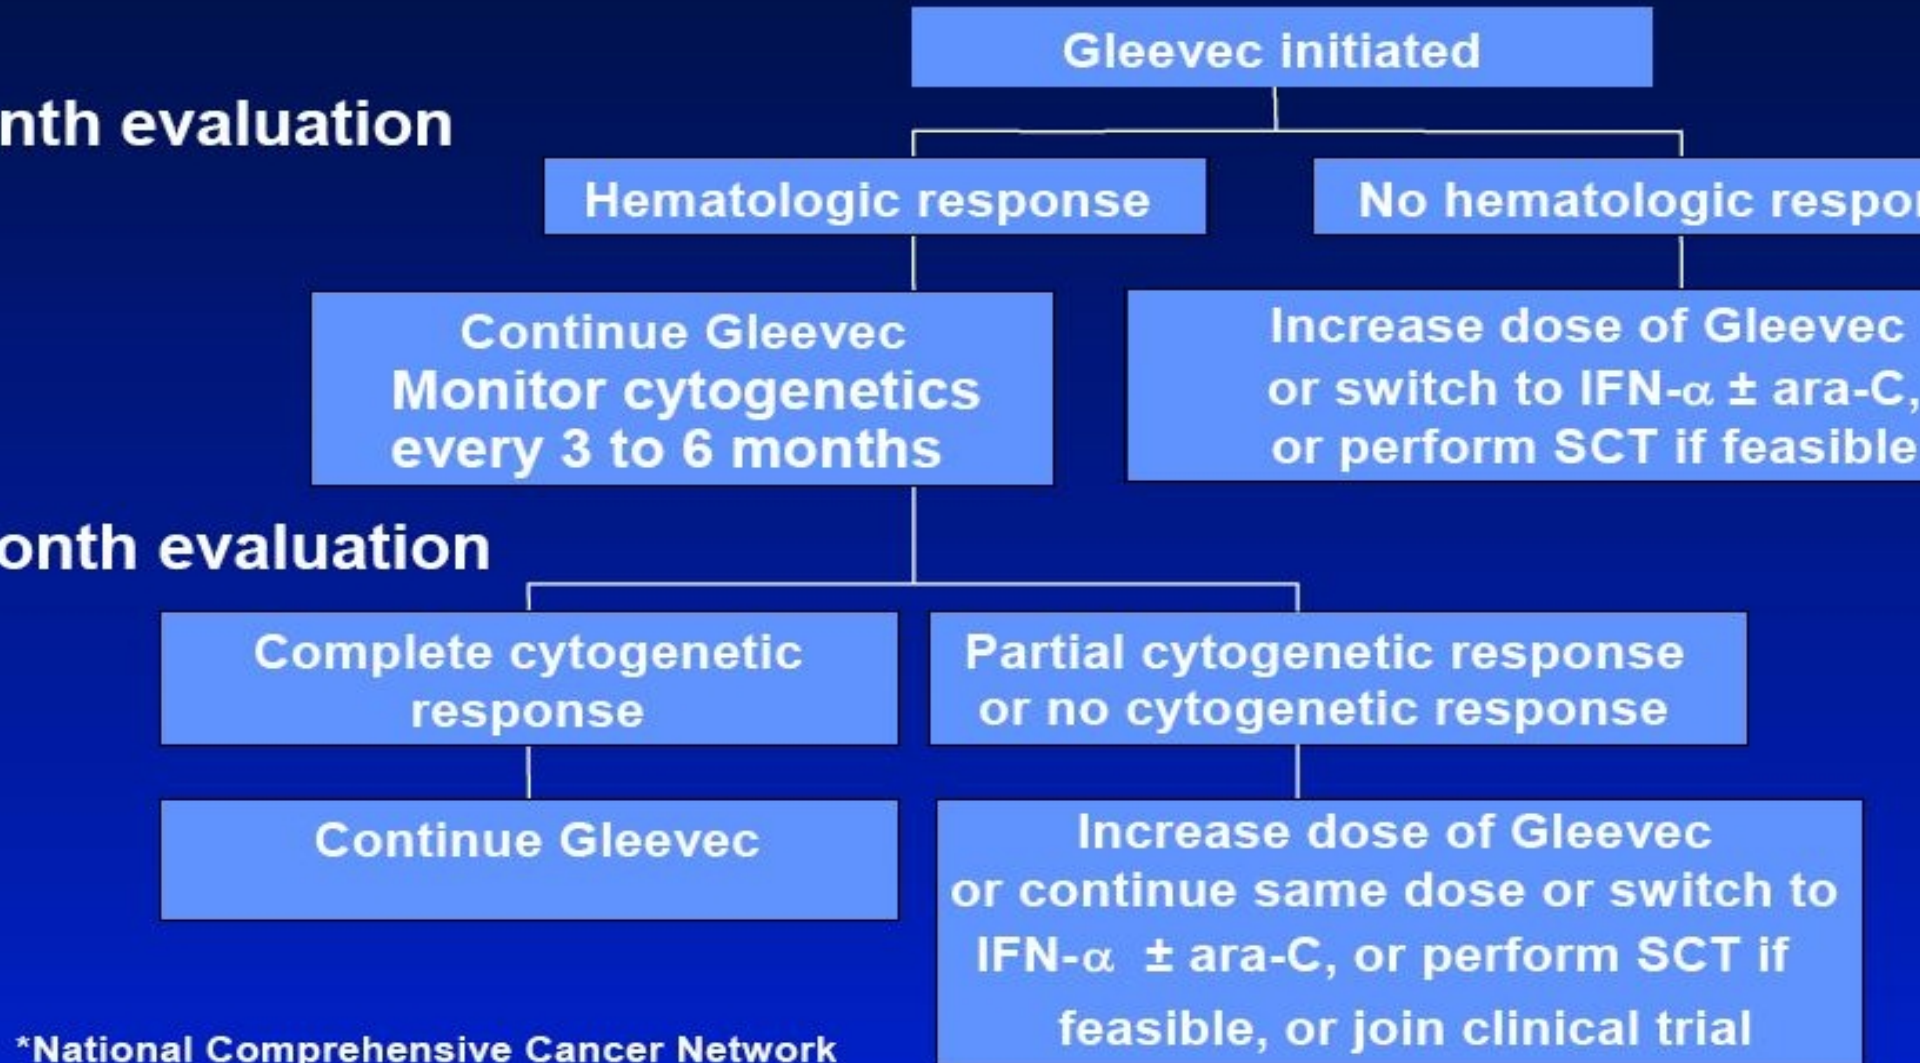 Gleevec initiated
nth evaluation
Hematologic response
No hematologic respo
Continue Gleevec
Monitor cytogenetics
every 3 to 6 months
Increase dose of Gleevec
or switch to IFN-α ± ara-C,
or perform SCT if feasible
onth evaluation
Complete cytogenetic
response
Partial cytogenetic response
or no cytogenetic response
Continue Gleevec
Increase dose of Gleevec
or continue same dose or switch to
IFN-α ± ara-C, or perform SCT if
feasible, or join clinical trial
*National Comprehensive Cancer Network